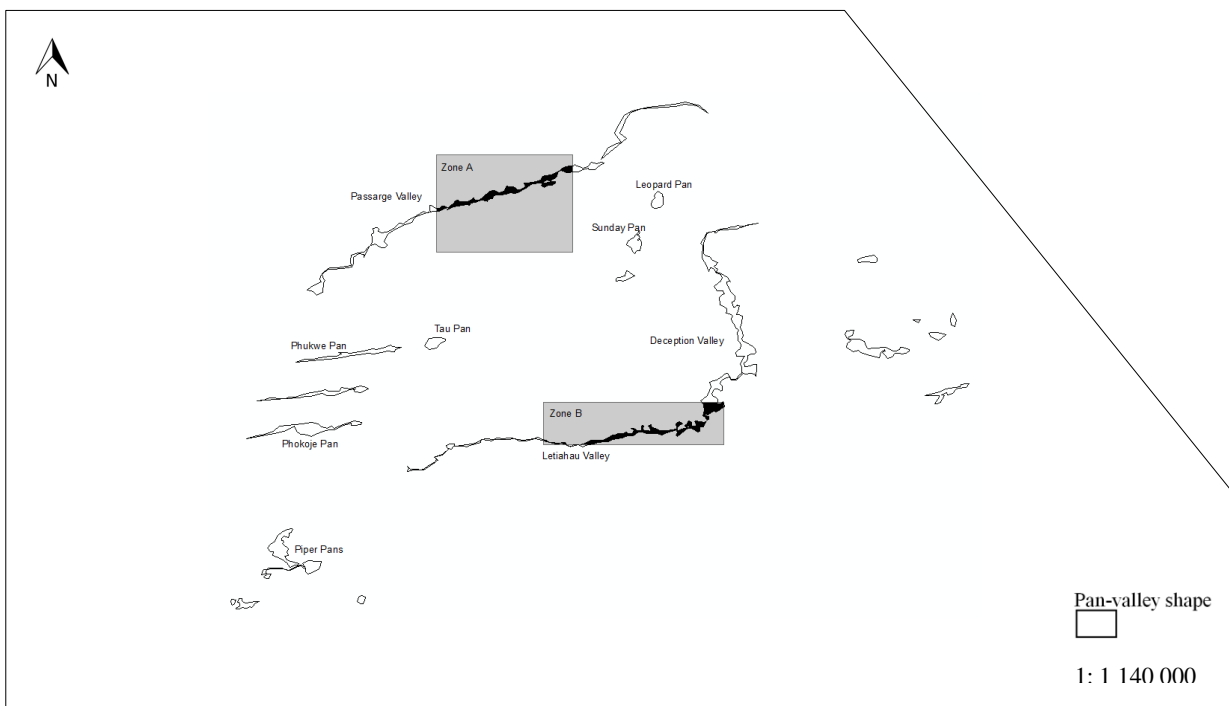 N
Zone A
Passarge Valley
Leopard Pan
Sunday Pan
Tau Pan
Phukwe Pan
Deception Valley
Zone B
Phokoje Pan
Letiahau Valley
Piper Pans
Pan-valley shape
1: 1 140 000